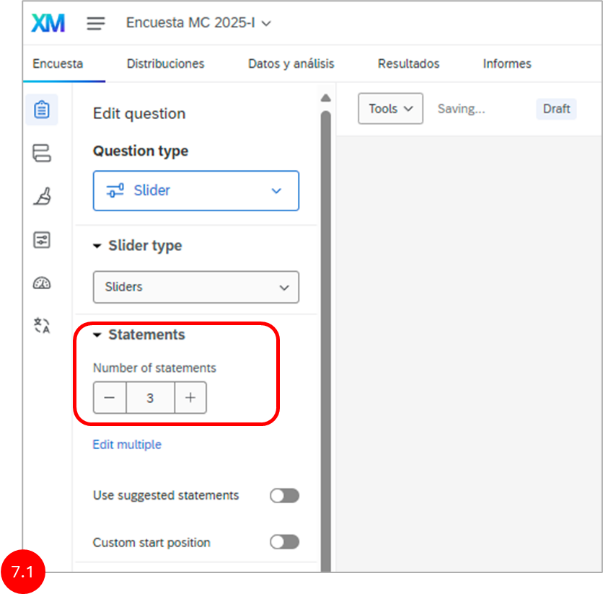 XM Encuesta MC 2025-I
Encuesta Distribuciones Datos y análisis Resultados Informes
Edit question
Tools Saving... Draft
Question type
Slider
Slider type
Sliders
Statements
Number of statements
− 3 +
Edit multiple
Use suggested statements
Custom start position
7.1